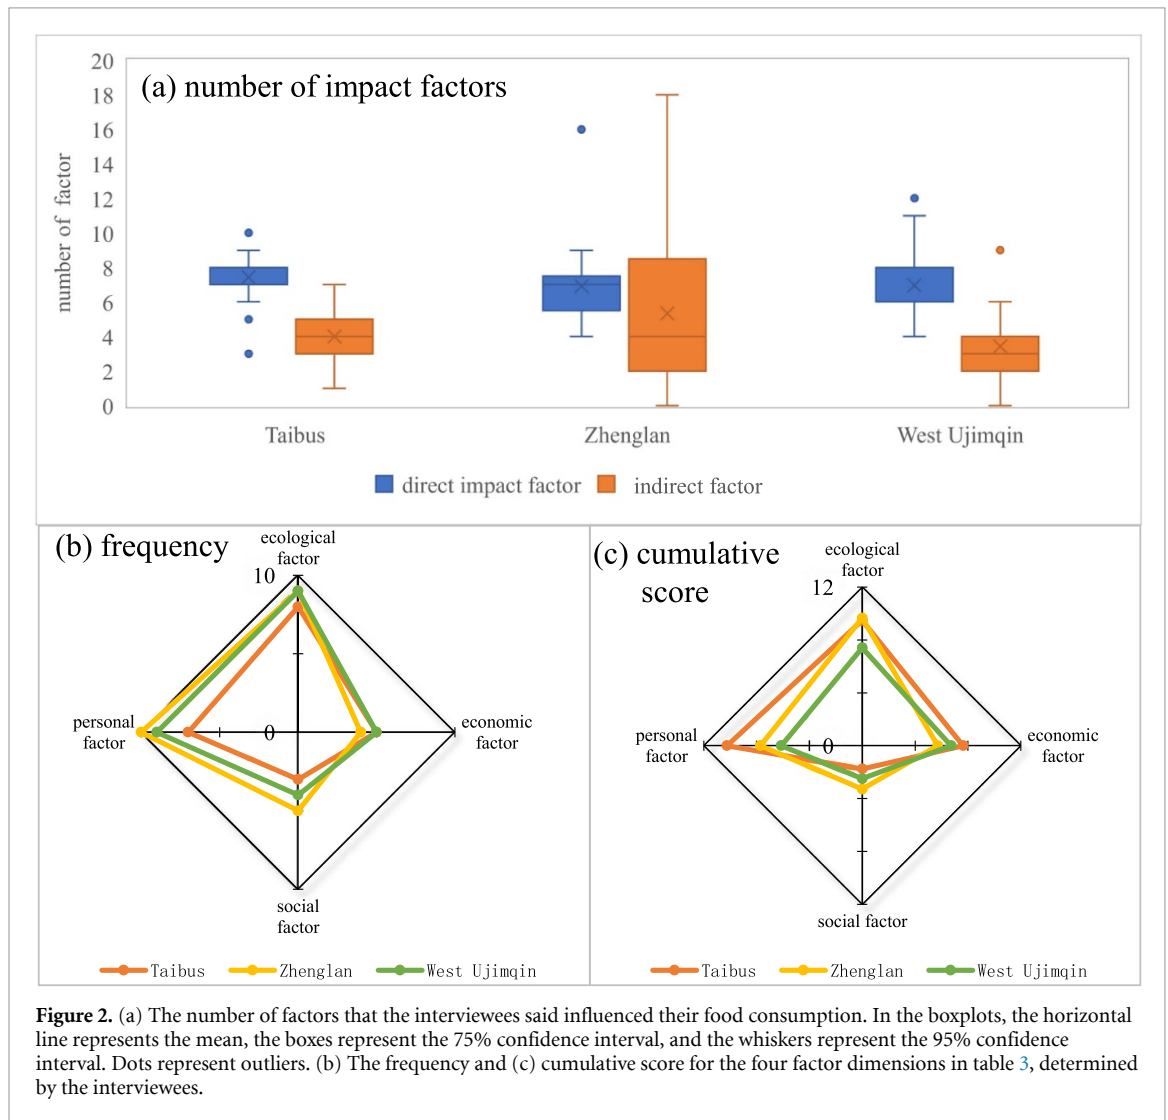 (a) number of impact factors
20
18
16
14
12
10
8
6
4
2
0
number of factor
Taibus
Zhenglan
West Ujimqin
direct impact factor
indirect factor
(b) frequency
ecological
factor
10
personal
factor
0
economic
factor
social
factor
Taibus
Zhenglan
West Ujimqin
(c) cumulative
score
ecological
factor
12
personal
factor
0
economic
factor
social factor
Taibus
Zhenglan
West Ujimqin
Figure 2. (a) The number of factors that the interviewees said influenced their food consumption. In the boxplots, the horizontal
line represents the mean, the boxes represent the 75% confidence interval, and the whiskers represent the 95% confidence
interval. Dots represent outliers. (b) The frequency and (c) cumulative score for the four factor dimensions in table 3, determined
by the interviewees.